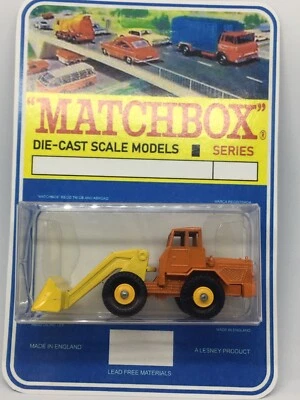 "MATCHBOX"®
DIE-CAST SCALE MODELS SERIES
MADE IN ENGLAND
A LESNEY PRODUCT
LEAD FREE MATERIALS